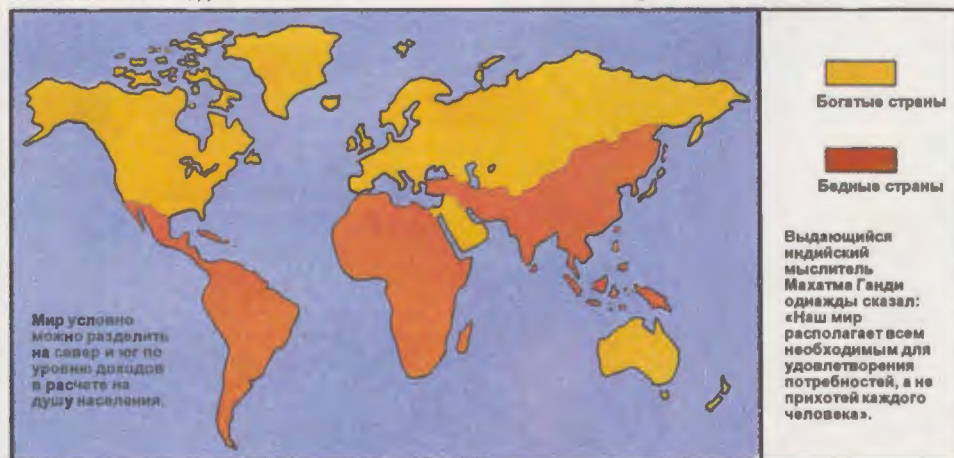 Мир условно
можно разделить
на север и юг по
уровню доходов
в расчете на
душу населения.
Богатые страны
Бедные страны
Выдающийся
индийский
мыслитель
Махатма Ганди
однажды сказал:
«Наш мир
располагает всем
необходимым для
удовлетворения
потребностей, а не
прихотей каждого
человека».